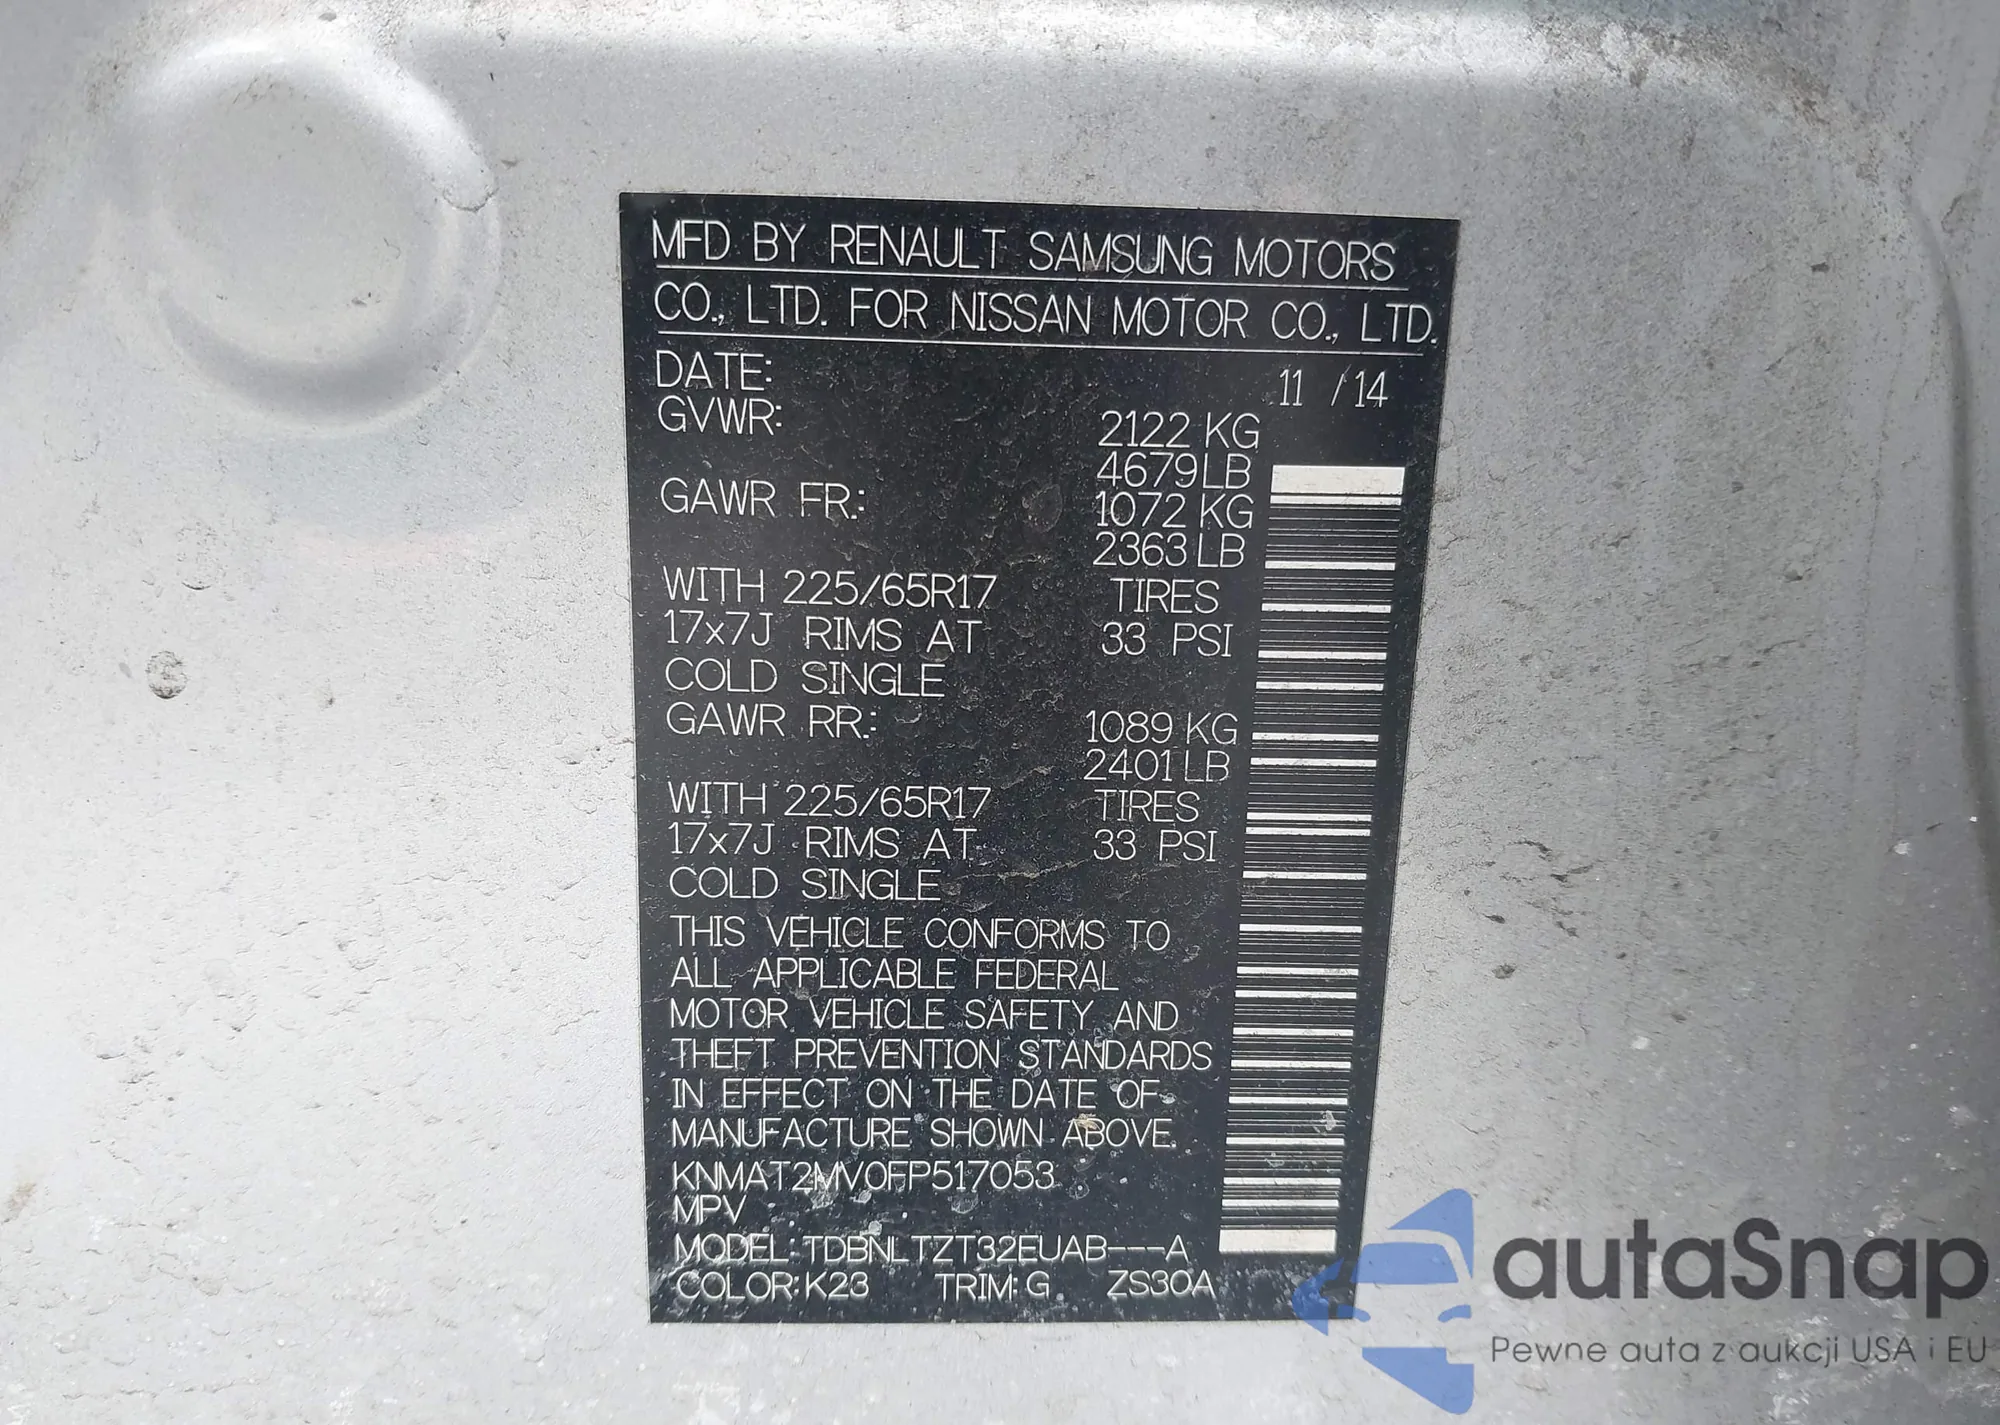 MFD BY RENAULT SAMSUNG MOTORS
CO., LTD. FOR NISSAN MOTOR CO., LTD.
DATE: 11 /14
GVWR: 2122 KG
4679 LB
GAWR FR.: 1072 KG
2363 LB
WITH 225/65R17 TIRES
17x7J RIMS AT 33 PSI
COLD SINGLE
GAWR RR.: 1089 KG
2401 LB
WITH 225/65R17 TIRES
17x7J RIMS AT 33 PSI
COLD SINGLE
THIS VEHICLE CONFORMS TO
ALL APPLICABLE FEDERAL
MOTOR VEHICLE SAFETY AND
THEFT PREVENTION STANDARDS
IN EFFECT ON THE DATE OF
MANUFACTURE SHOWN ABOVE.
KNMAT2MV0FP517053
MPV
MODEL: TDBNLTZT32EUAB---A
COLOR: K23 TRIM: G ZS30A
autaSnap
Pewne auta z aukcji USA i EU